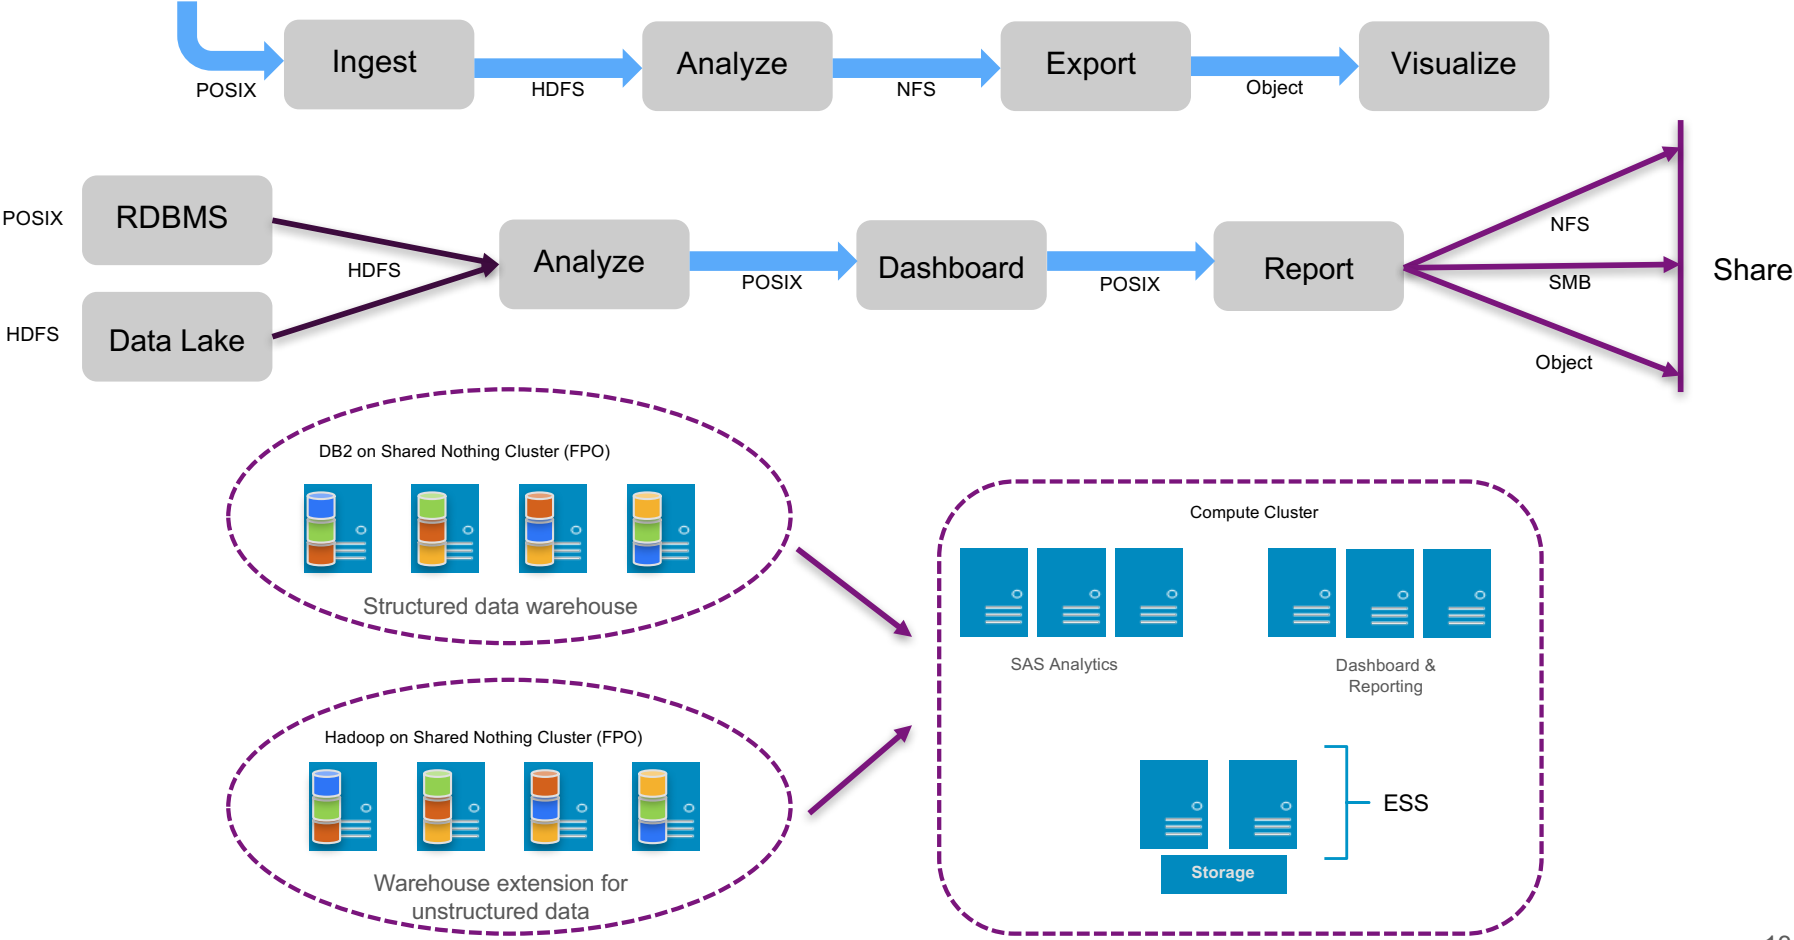 Ingest
Analyze
Export
Visualize
POSIX
HDFS
NFS
Object
POSIX
RDBMS
HDFS
Analyze
POSIX
Dashboard
POSIX
Report
NFS
SMB
Object
Share
HDFS
Data Lake
DB2 on Shared Nothing Cluster (FPO)
Structured data warehouse
Hadoop on Shared Nothing Cluster (FPO)
Warehouse extension for
unstructured data
Compute Cluster
SAS Analytics
Dashboard &
Reporting
ESS
Storage